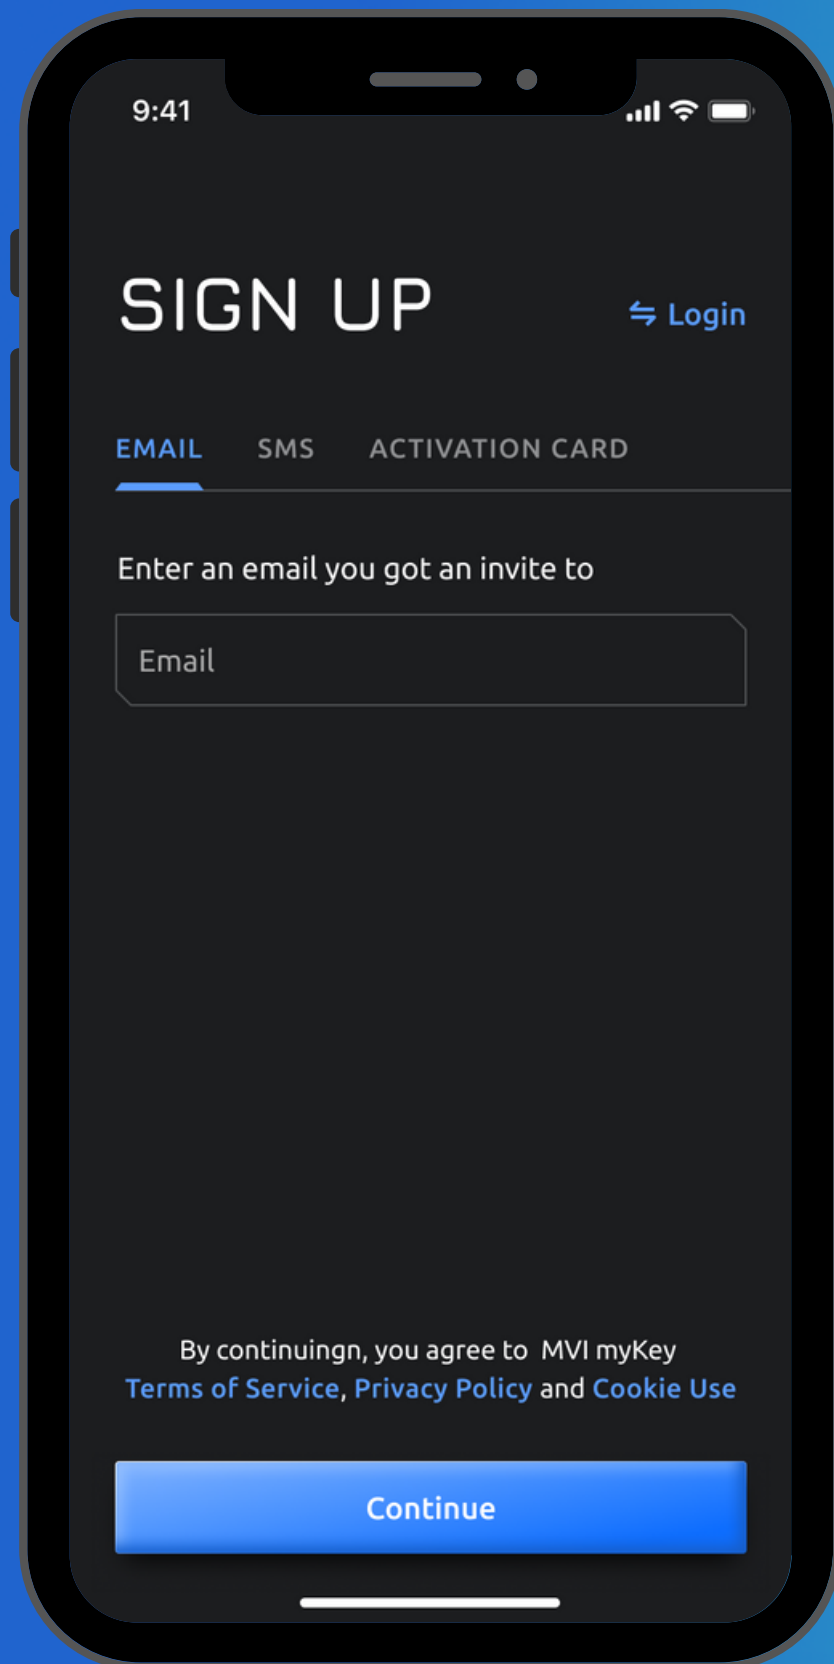 9:41
SIGN UP
Login
EMAIL SMS ACTIVATION CARD
Enter an email you got an invite to
Email
By continuingn, you agree to MVI myKey
Terms of Service, Privacy Policy and Cookie Use
Continue